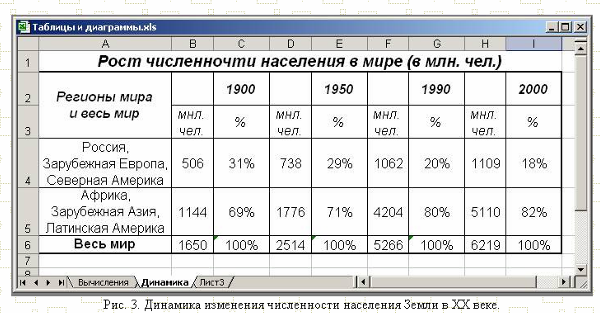 Таблицы и диаграммы.xls
A B C D E F G H I
1 Рост численночти населения в мире (в млн. чел.)
2 Регионы мира 1900 1950 1990 2000
и весь мир
3 мнл. чел. % мнл. чел. % мнл. чел. % мнл. чел. %
Россия,
Зарубежная Европа,
4 Северная Америка 506 31% 738 29% 1062 20% 1109 18%
Африка,
Зарубежная Азия,
5 Латинская Америка 1144 69% 1776 71% 4204 80% 5110 82%
6 Весь мир 1650 100% 2514 100% 5266 100% 6219 100%
7
8
Вычисления Динамика Лист3
Рис. 3. Динамика изменения численности населения Земли в XX веке.